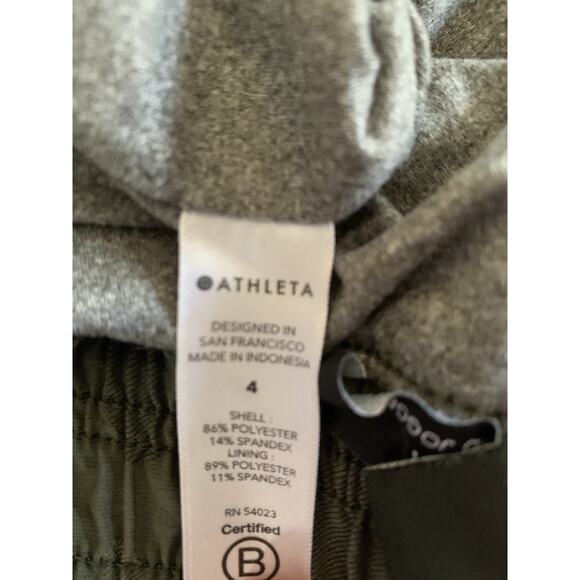 ATHLETA
DESIGNED IN
SAN FRANCISCO
MADE IN INDONESIA
4
SHELL :
86% POLYESTER
14% SPANDEX
LINING :
89% POLYESTER
11% SPANDEX
RN 54023
Certified
B